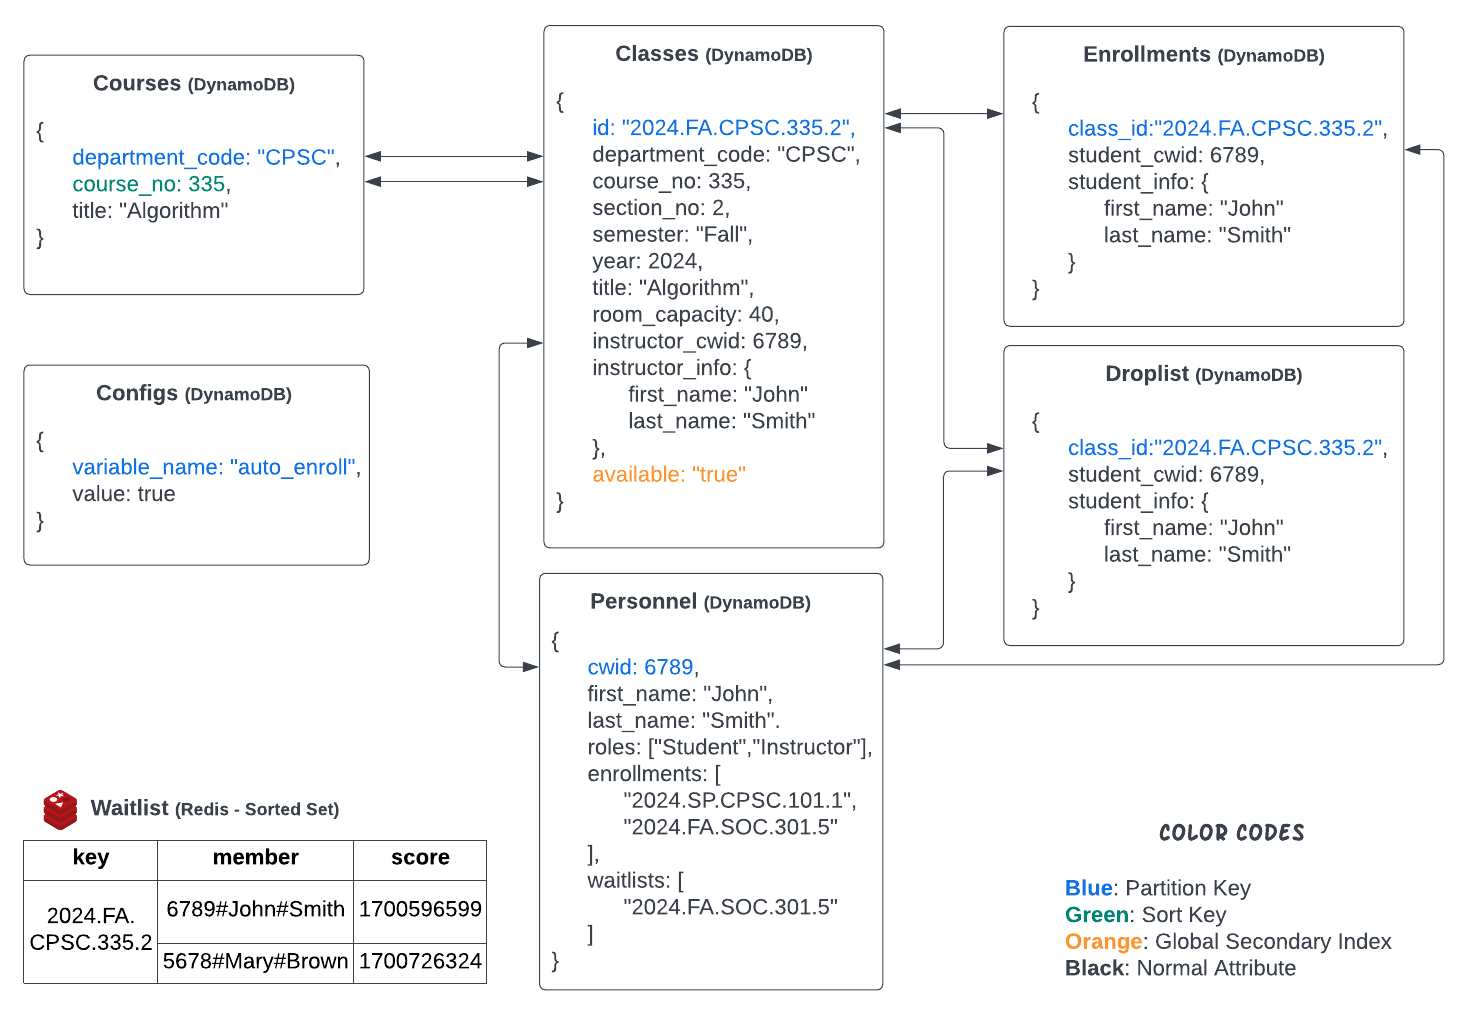 Courses (DynamoDB)
{
department_code: "CPSC",
course_no: 335,
title: "Algorithm"
}
Configs (DynamoDB)
{
variable_name: "auto_enroll",
value: true
}
Classes (DynamoDB)
{
id: "2024.FA.CPSC.335.2",
department_code: "CPSC",
course_no: 335,
section_no: 2,
semester: "Fall",
year: 2024,
title: "Algorithm",
room_capacity: 40,
instructor_cwid: 6789,
instructor_info: {
first_name: "John"
last_name: "Smith"
},
available: "true"
}
Personnel (DynamoDB)
{
cwid: 6789,
first_name: "John",
last_name: "Smith".
roles: ["Student","Instructor"],
enrollments: [
"2024.SP.CPSC.101.1",
"2024.FA.SOC.301.5"
],
waitlists: [
"2024.FA.SOC.301.5"
]
}
Enrollments (DynamoDB)
{
class_id:"2024.FA.CPSC.335.2",
student_cwid: 6789,
student_info: {
first_name: "John"
last_name: "Smith"
}
}
Droplist (DynamoDB)
{
class_id:"2024.FA.CPSC.335.2",
student_cwid: 6789,
student_info: {
first_name: "John"
last_name: "Smith"
}
}
Waitlist (Redis - Sorted Set)
key member score
2024.FA.
CPSC.335.2
6789#John#Smith 1700596599
5678#Mary#Brown 1700726324
COLOR CODES
Blue: Partition Key
Green: Sort Key
Orange: Global Secondary Index
Black: Normal Attribute